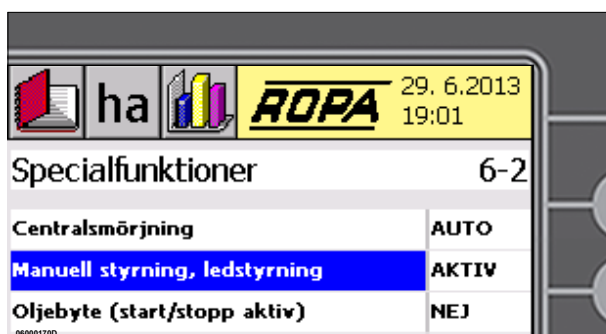 ha ROPA 29. 6.2013
19:01
Specialfunktioner 6-2
Centralsmörjning AUTO
Manuell styrning, ledstyrning AKTIV
Oljebyte (start/stopp aktiv) NEJ